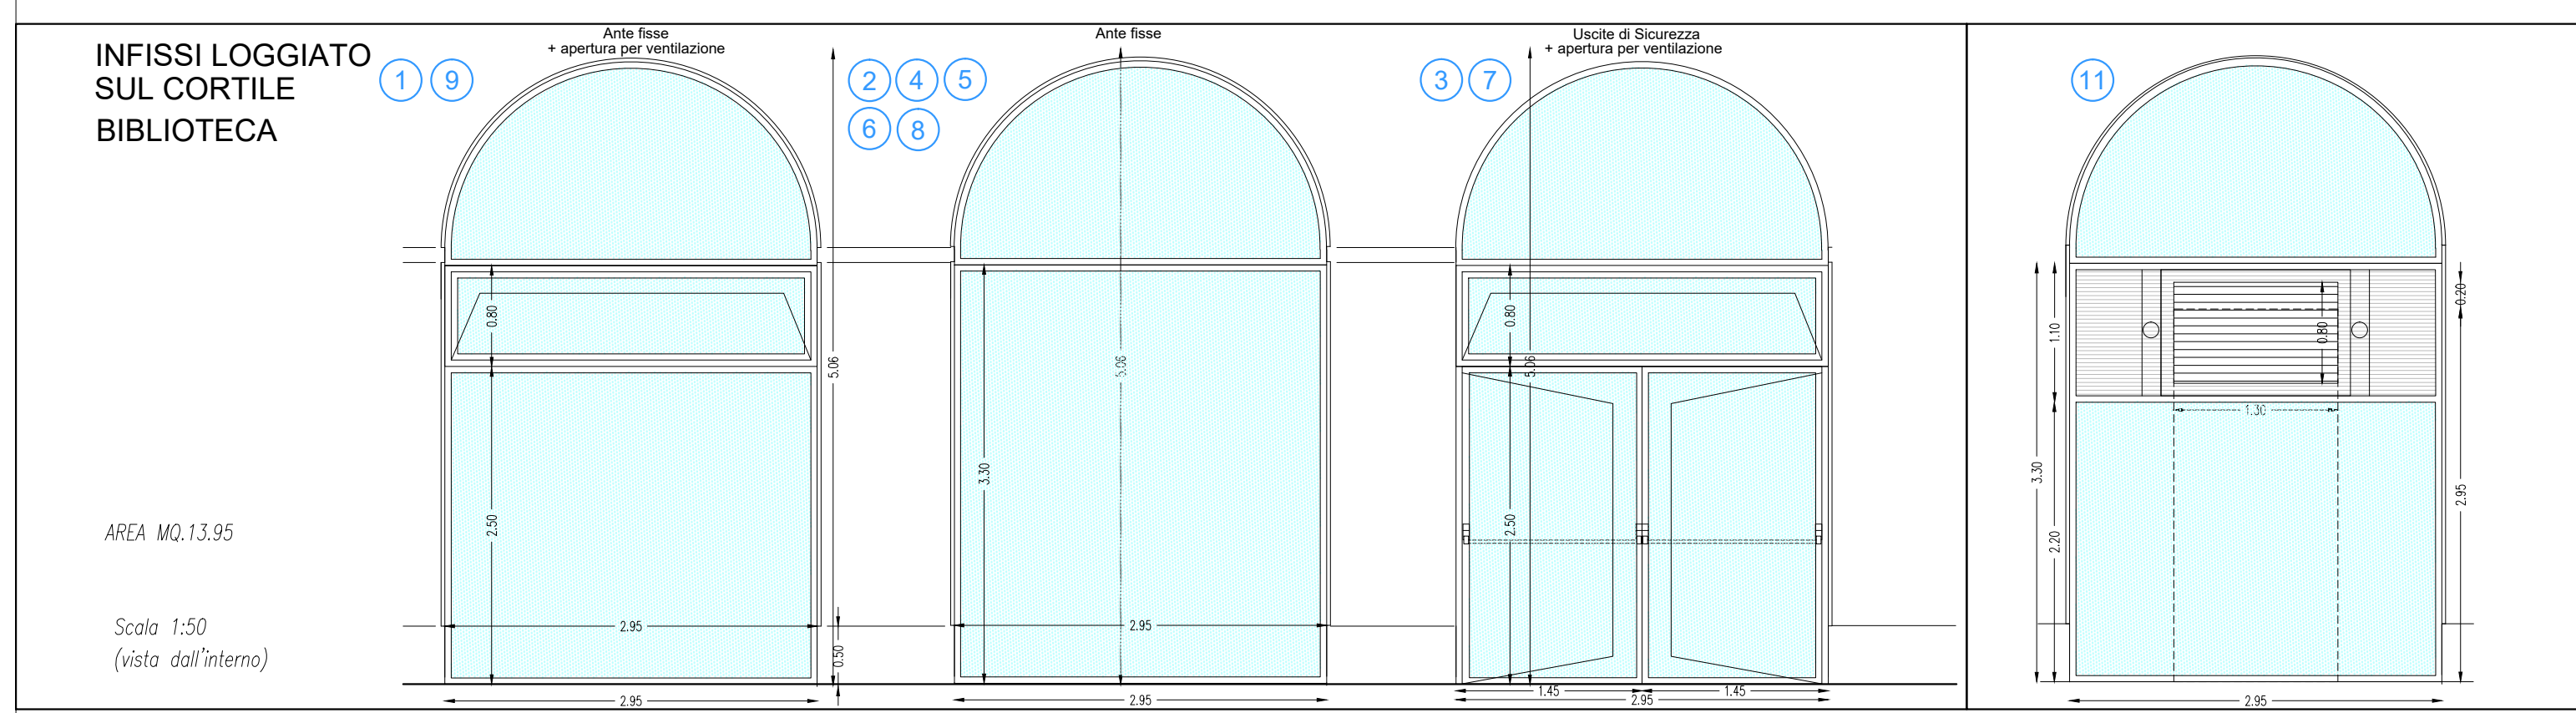 INFISSI LOGGIATO
SUL CORTILE
BIBLIOTECA
AREA MQ.13.95
Scala 1:50
(vista dall'interno)
1 9
Ante fisse
+ apertura per ventilazione
0.80
2.50
2.95
2.95
5.06
0.50
2 4 5
6 8
Ante fisse
5.06
3.30
2.95
2.95
3 7
Uscite di Sicurezza
+ apertura per ventilazione
0.80
5.06
2.50
1.45 1.45
2.95
11
0.20
1.10
0.80
1.30
3.30
2.20
2.95
2.95